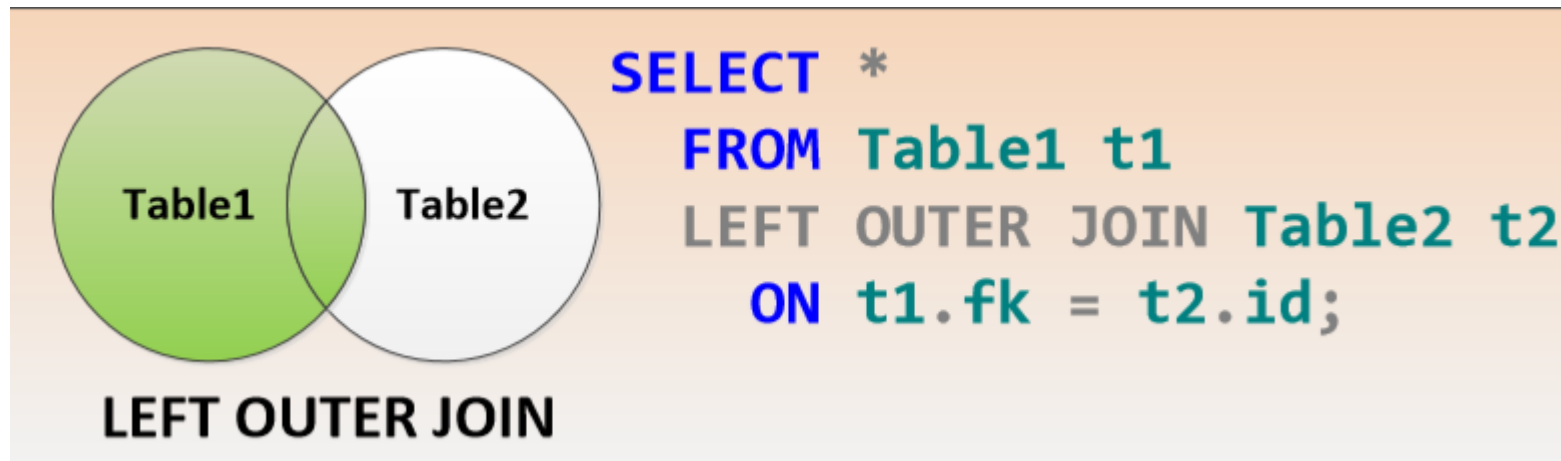 Table1
Table2
LEFT OUTER JOIN
SELECT *
FROM Table1 t1
LEFT OUTER JOIN Table2 t2
ON t1.fk = t2.id;